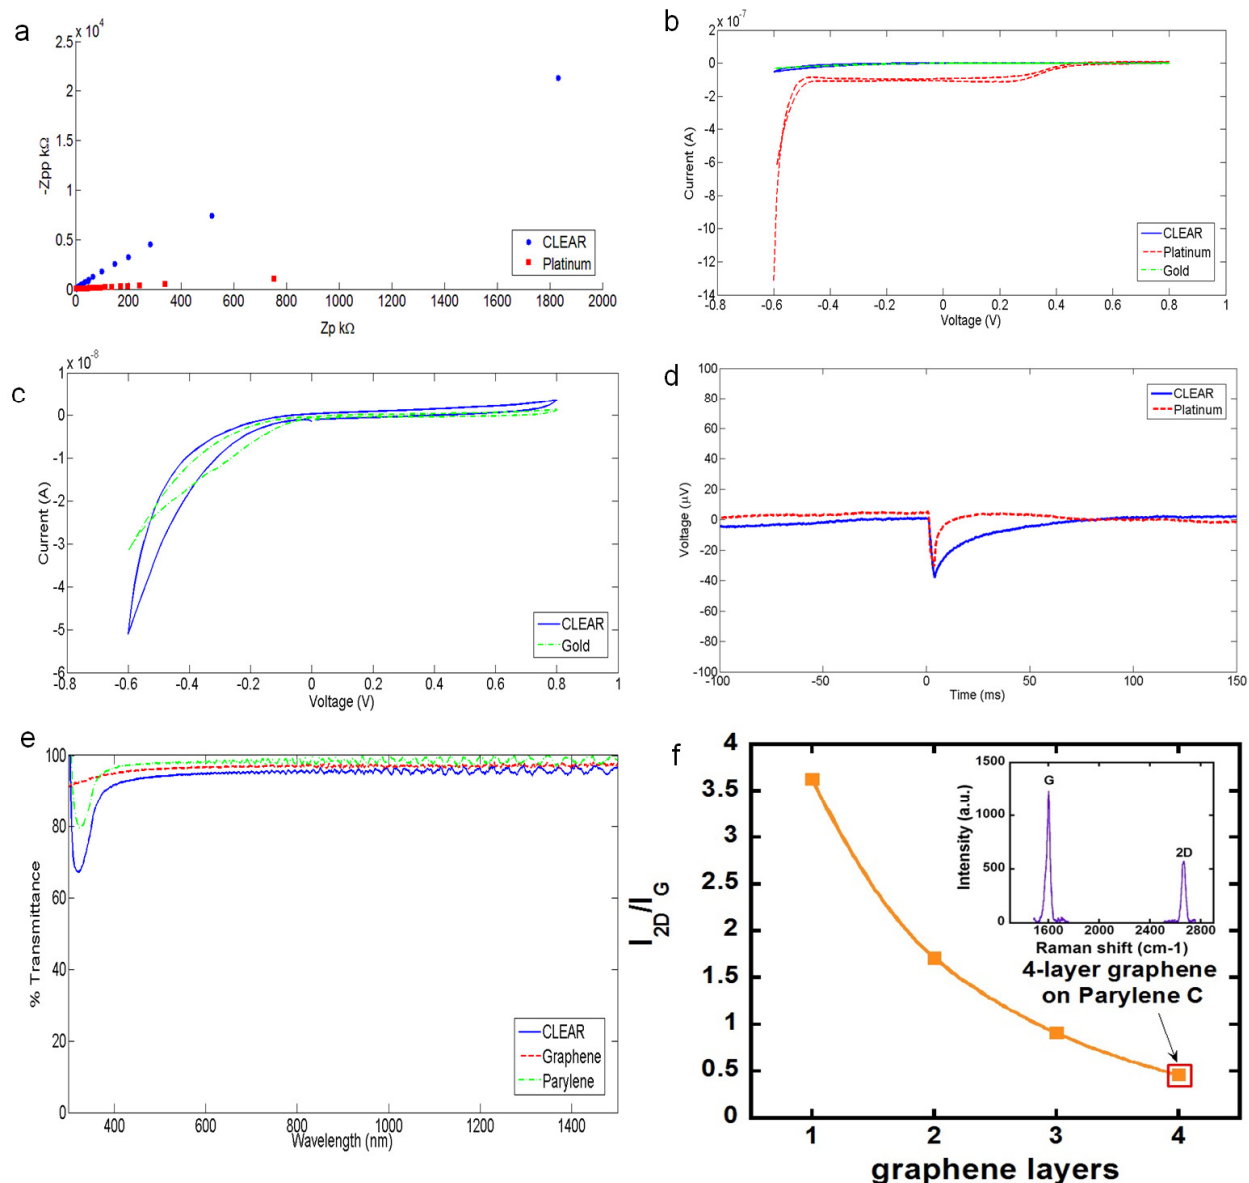 a
1 x 10^4
2.5
2
1.5
1
0.5
0
-Zpp kΩ
0 200 400 600 800 1000 1200 1400 1600 1800 2000
Zp kΩ
CLEAR
Platinum
b
2 x 10^-7
0
-2
-4
-6
-8
-10
-12
-14
Current (A)
-0.8 -0.6 -0.4 -0.2 0 0.2 0.4 0.6 0.8 1
Voltage (V)
CLEAR
Platinum
Gold
c
1 x 10^-8
0
-1
-2
-3
-4
-5
-6
Current (A)
-0.8 -0.6 -0.4 -0.2 0 0.2 0.4 0.6 0.8 1
Voltage (V)
CLEAR
Gold
d
100
80
60
40
20
0
-20
-40
-60
-80
-100
Voltage (µV)
-100 -50 0 50 100 150
Time (ms)
CLEAR
Platinum
e
100
80
60
40
20
0
% Transmittance
400 600 800 1000 1200 1400
Wavelength (nm)
CLEAR
Graphene
Parylene
f
4
3.5
3
2.5
2
1.5
1
0.5
0
I2D/IG
1 2 3 4
graphene layers
1500
1000
500
0
Intensity (a.u.)
G
2D
1600 2000 2400 2800
Raman shift (cm-1)
4-layer graphene
on Parylene C